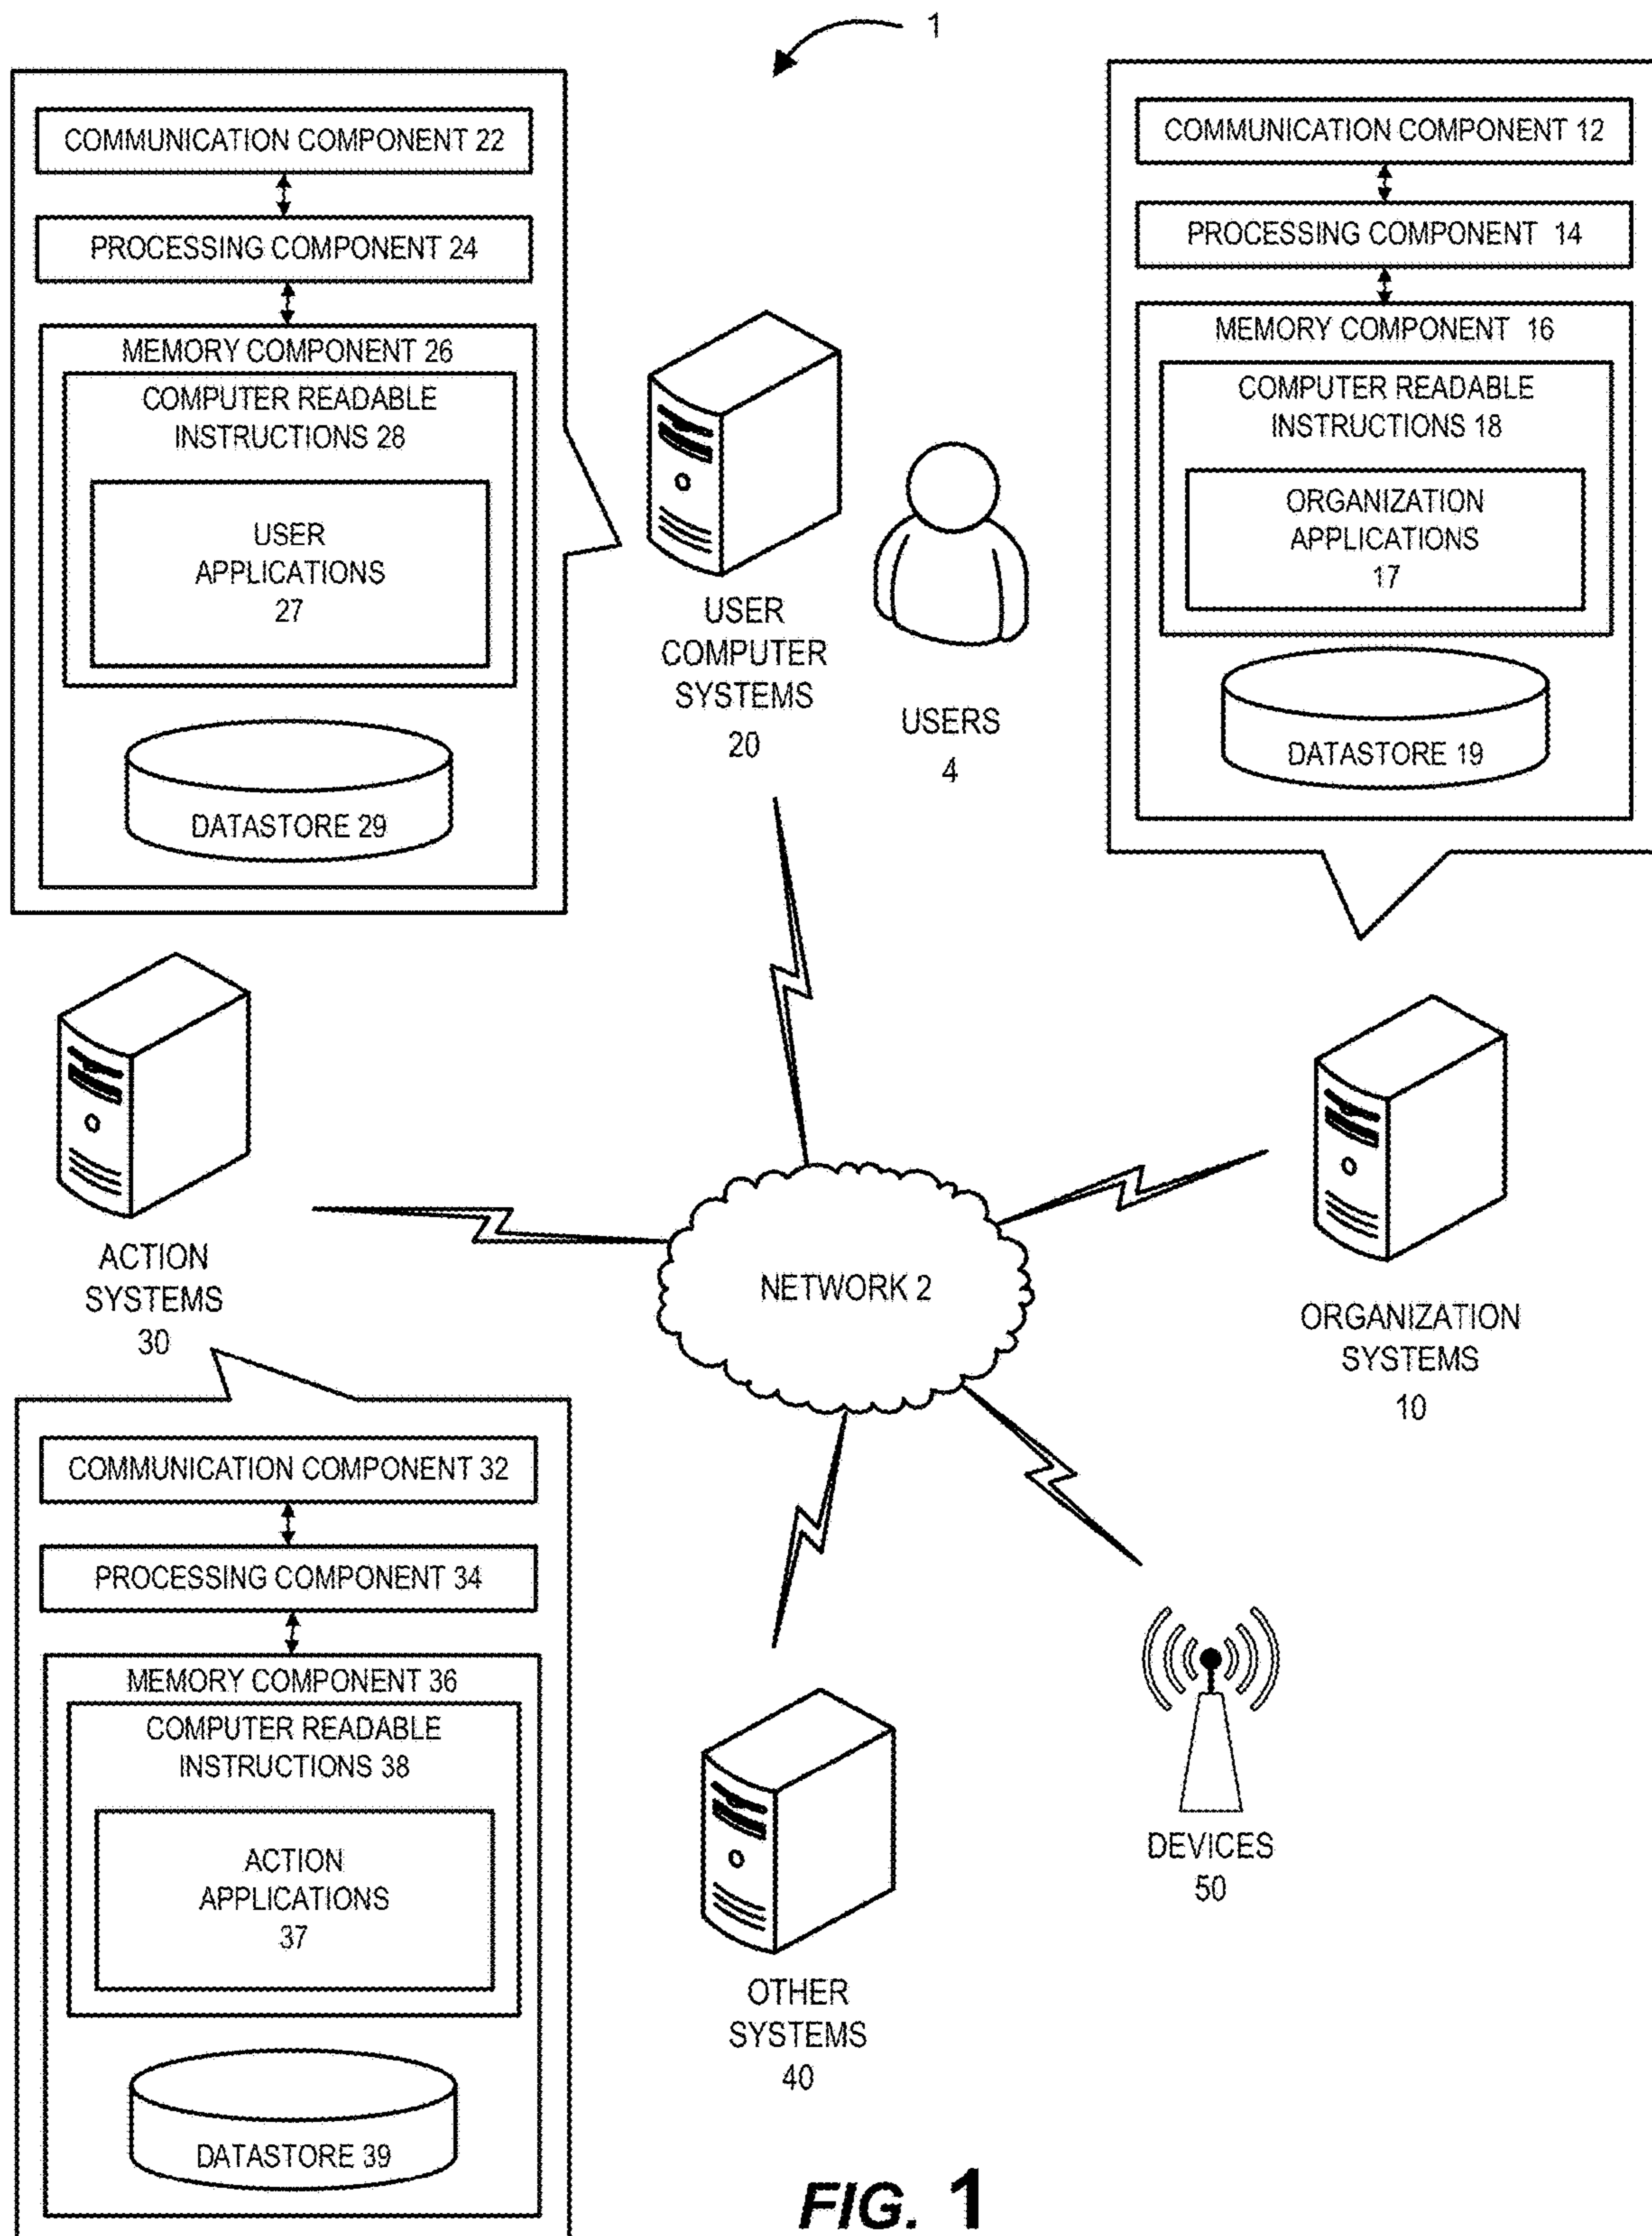 1
COMMUNICATION COMPONENT 22
PROCESSING COMPONENT 24
MEMORY COMPONENT 26
COMPUTER READABLE
INSTRUCTIONS 28
USER
APPLICATIONS
27
DATASTORE 29
USER
COMPUTER
SYSTEMS
20
USERS
4
COMMUNICATION COMPONENT 12
PROCESSING COMPONENT 14
MEMORY COMPONENT 16
COMPUTER READABLE
INSTRUCTIONS 18
ORGANIZATION
APPLICATIONS
17
DATASTORE 19
ACTION
SYSTEMS
30
NETWORK 2
ORGANIZATION
SYSTEMS
10
COMMUNICATION COMPONENT 32
PROCESSING COMPONENT 34
MEMORY COMPONENT 36
COMPUTER READABLE
INSTRUCTIONS 38
ACTION
APPLICATIONS
37
DATASTORE 39
OTHER
SYSTEMS
40
DEVICES
50
FIG. 1